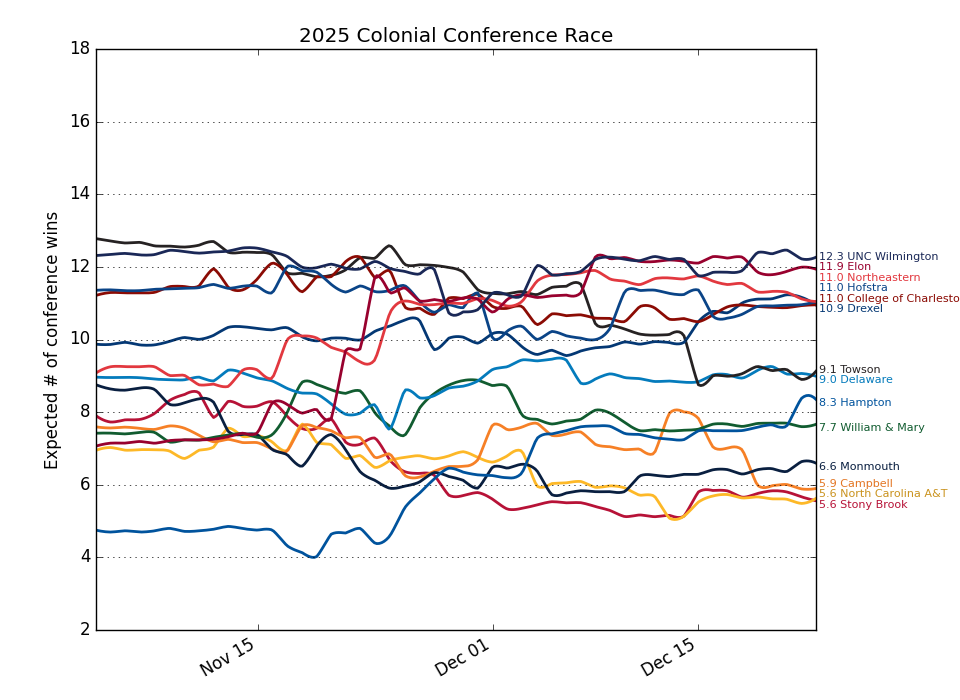 2025 Colonial Conference Race
Expected # of conference wins
18
16
14
12
10
8
6
4
2
Nov 15
Dec 01
Dec 15
12.3 UNC Wilmington
11.9 Elon
11.0 Northeastern
11.0 Hofstra
11.0 College of Charlesto
10.9 Drexel
9.1 Towson
9.0 Delaware
8.3 Hampton
7.7 William & Mary
6.6 Monmouth
5.9 Campbell
5.6 North Carolina A&T
5.6 Stony Brook